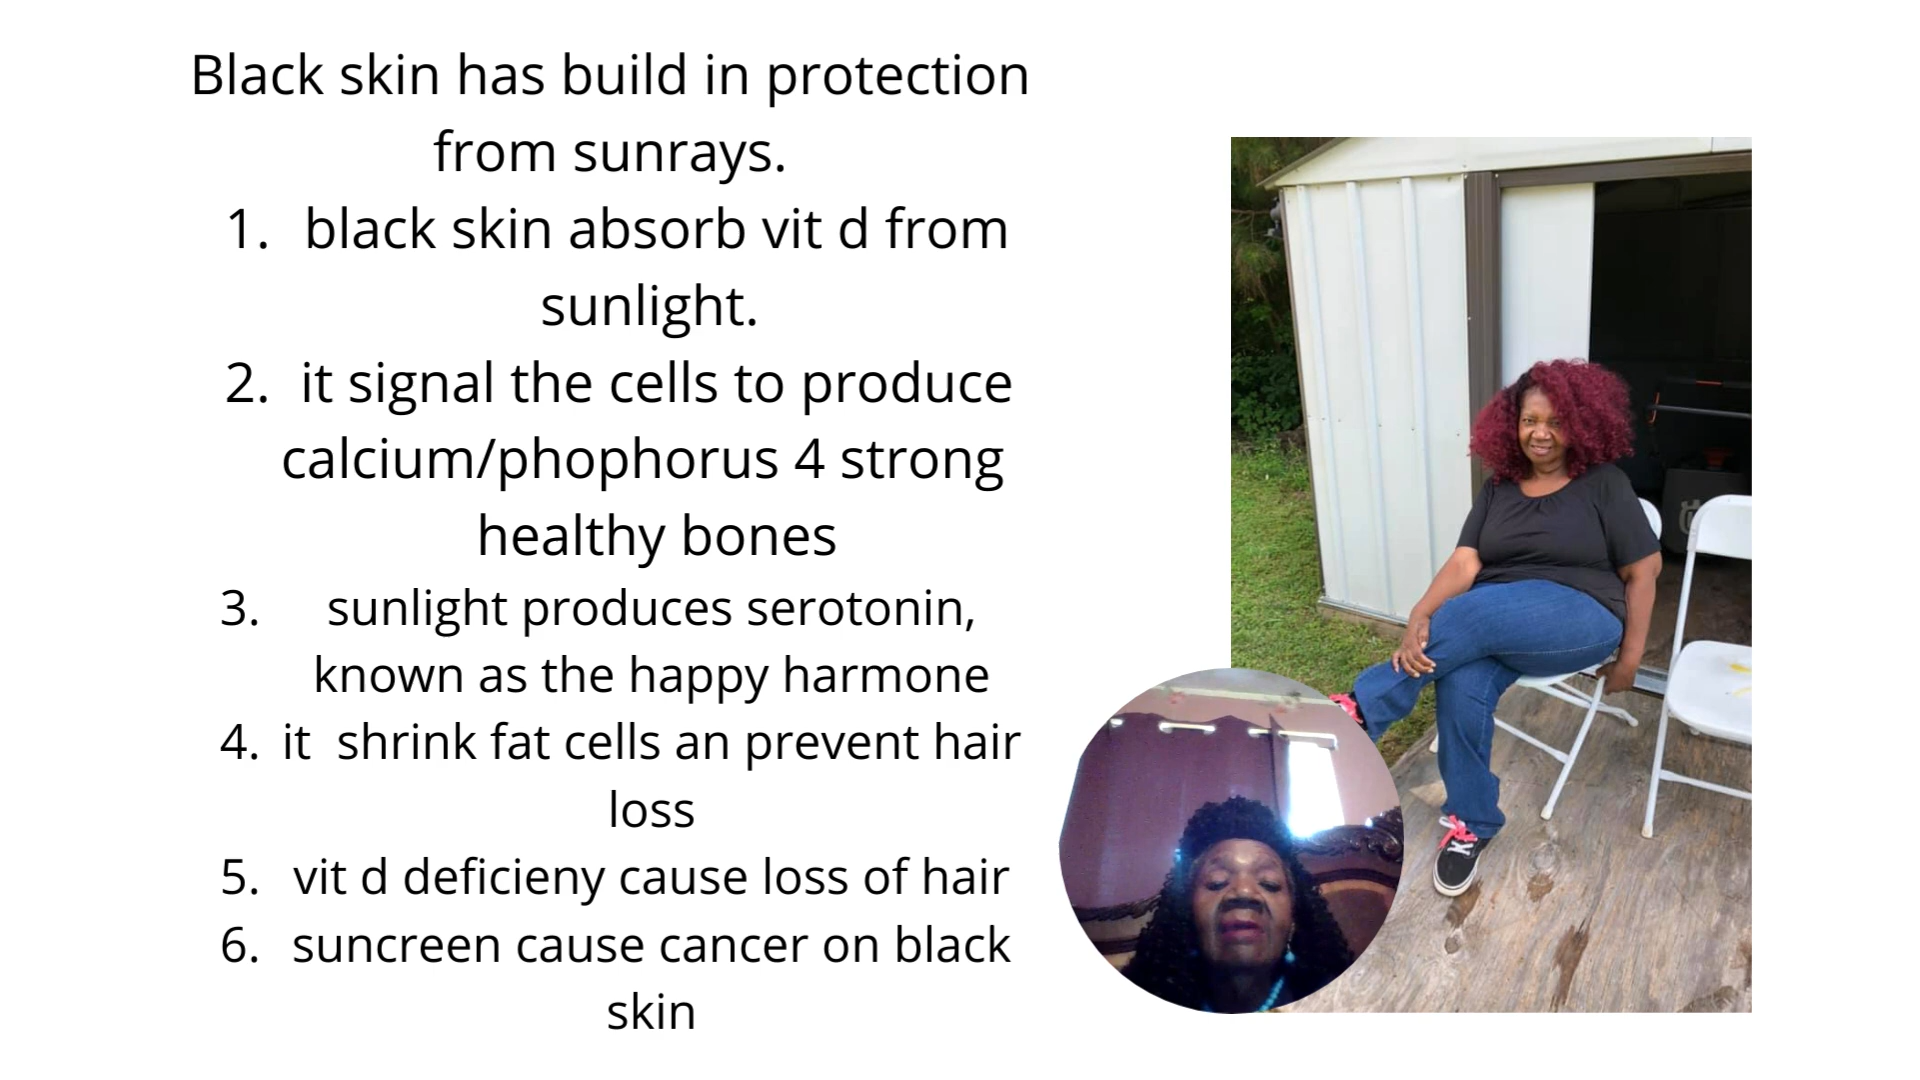 Black skin has build in protection
from sunrays.
1. black skin absorb vit d from
sunlight.
2. it signal the cells to produce
calcium/phophorus 4 strong
healthy bones
3. sunlight produces serotonin,
known as the happy harmone
4. it shrink fat cells an prevent hair
loss
5. vit d deficieny cause loss of hair
6. suncreen cause cancer on black
skin